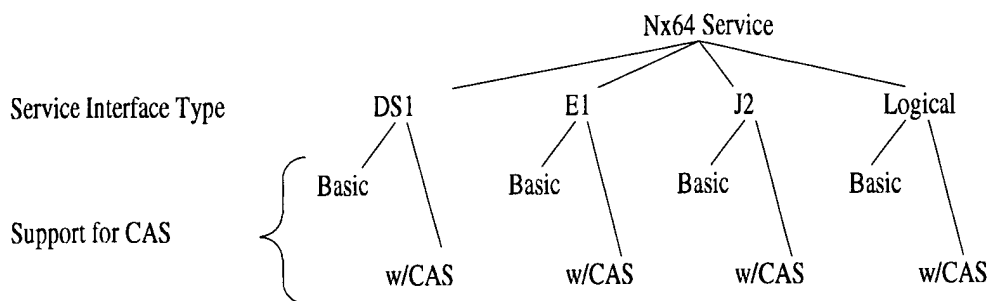 Nx64 Service
Service Interface Type DS1 E1 J2 Logical
Basic Basic Basic Basic
Support for CAS
w/CAS w/CAS w/CAS w/CAS